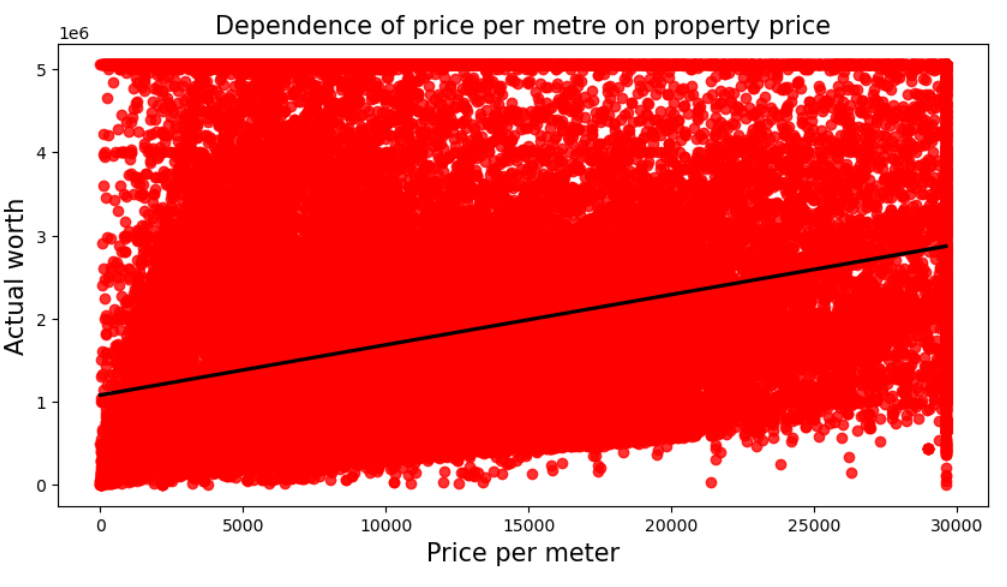 Dependence of price per metre on property price
1e6
5
4
3
2
1
0
Actual worth
0 5000 10000 15000 20000 25000 30000
Price per meter